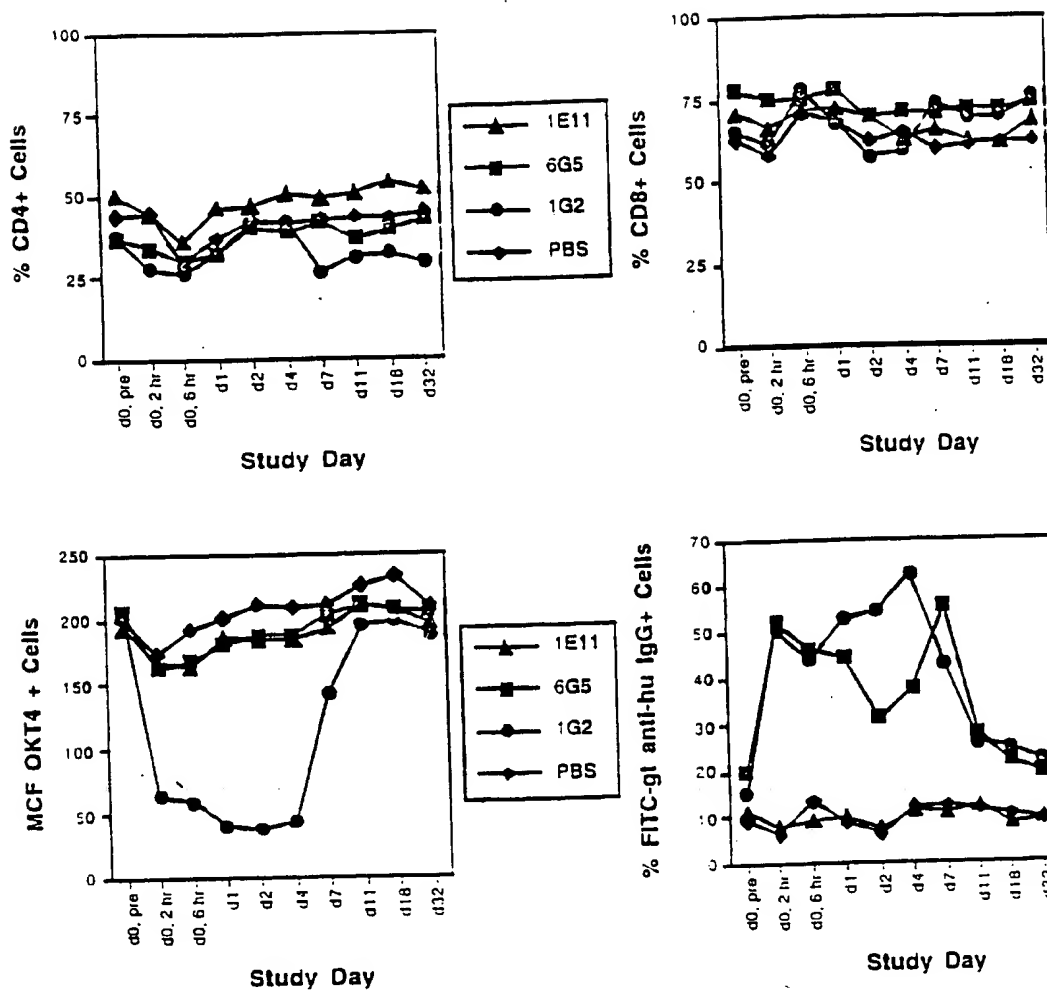 % CD4+ Cells
100
75
50
25
0
d0, pre
d0, 2 hr
d0, 6 hr
d1
d2
d4
d7
d11
d18
d32
Study Day
1E11
6G5
1G2
PBS
% CD8+ Cells
100
75
50
25
0
d0, pre
d0, 2 hr
d0, 6 hr
d1
d2
d4
d7
d11
d18
d32
Study Day
MCF OKT4 + Cells
250
200
150
100
50
0
d0, pre
d0, 2 hr
d0, 6 hr
d1
d2
d4
d7
d11
d18
d32
Study Day
1E11
6G5
1G2
PBS
% FITC-gt anti-hu IgG+ Cells
70
60
50
40
30
20
10
0
d0, pre
d0, 2 hr
d0, 6 hr
d1
d2
d4
d7
d11
d18
d32
Study Day